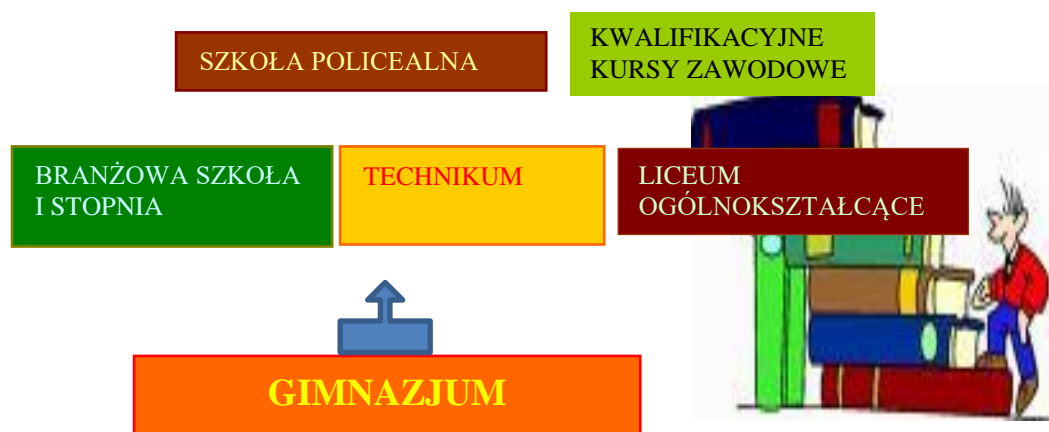 SZKOŁA POLICEALNA
KWALIFIKACYJNE
KURSY ZAWODOWE
BRANŻOWA SZKOŁA
I STOPNIA
TECHNIKUM
LICEUM
OGÓLNOKSZTAŁCĄCE
GIMNAZJUM